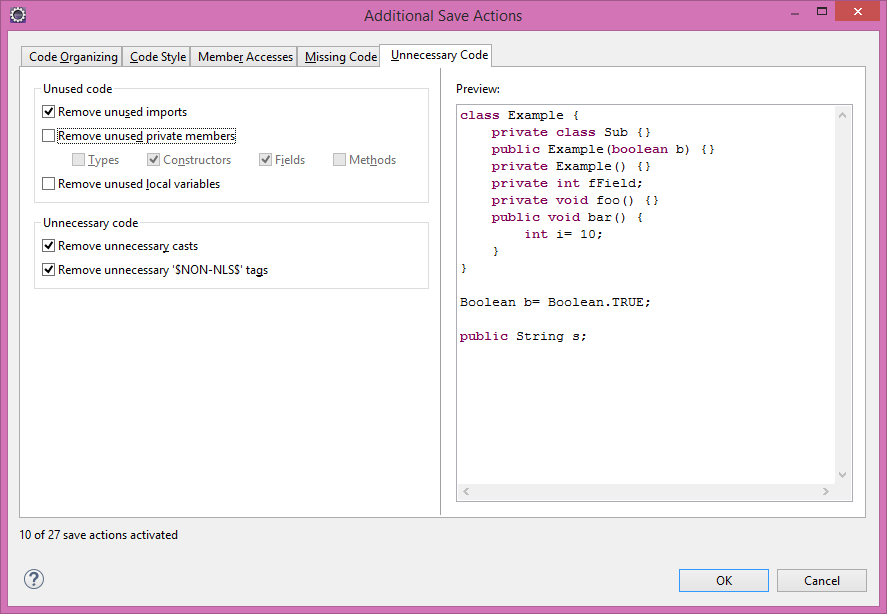 Additional Save Actions
Code Organizing Code Style Member Accesses Missing Code Unnecessary Code
Unused code
Remove unused imports
Remove unused private members
Types Constructors Fields Methods
Remove unused local variables
Unnecessary code
Remove unnecessary casts
Remove unnecessary '$NON-NLS$' tags
Preview:
class Example {
    private class Sub {}
    public Example(boolean b) {}
    private Example() {}
    private int fField;
    private void foo() {}
    public void bar() {
        int i= 10;
    }
}

Boolean b= Boolean.TRUE;

public String s;
10 of 27 save actions activated
?
OK Cancel